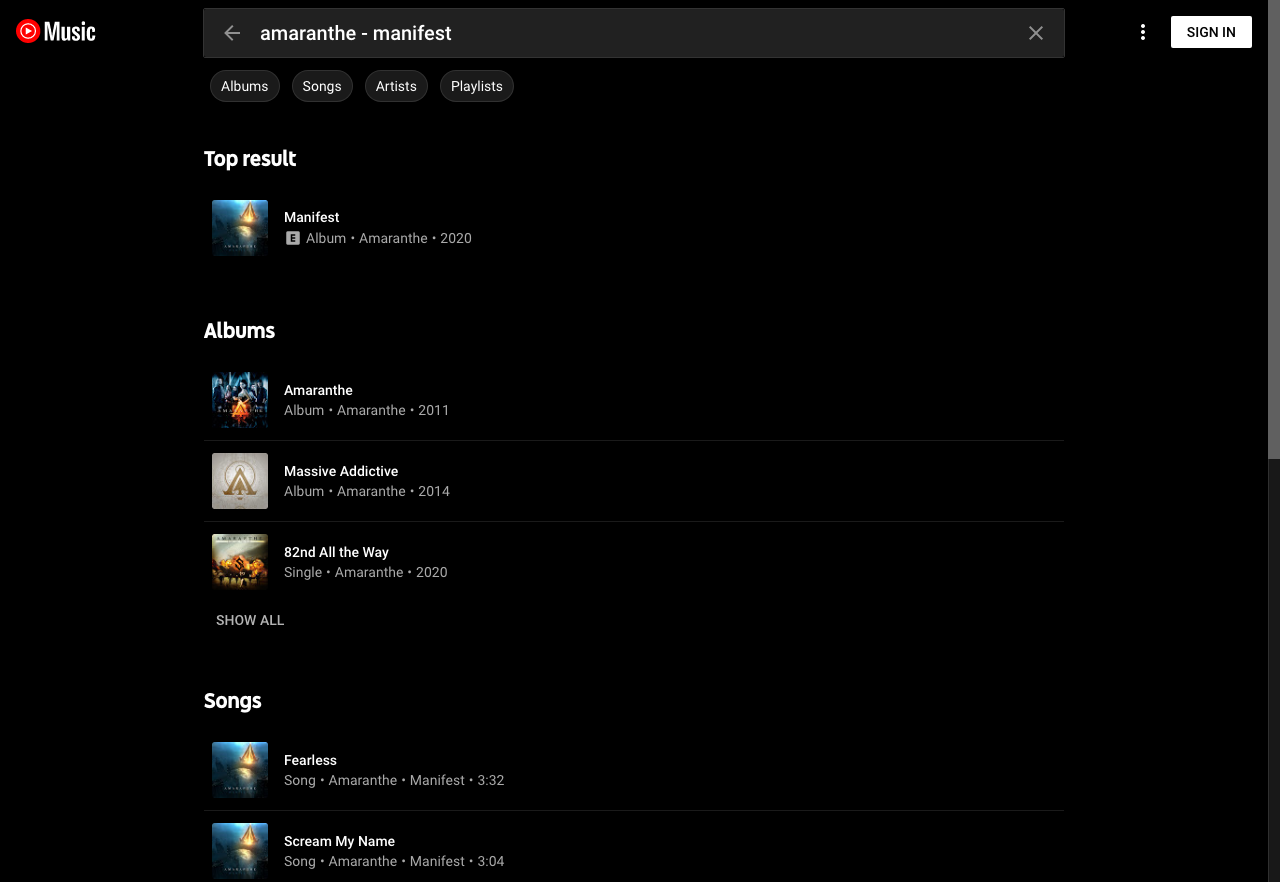 Music
amaranthe - manifest
SIGN IN
Albums
Songs
Artists
Playlists
Top result
Manifest
E Album • Amaranthe • 2020
Albums
Amaranthe
Album • Amaranthe • 2011
Massive Addictive
Album • Amaranthe • 2014
82nd All the Way
Single • Amaranthe • 2020
SHOW ALL
Songs
Fearless
Song • Amaranthe • Manifest • 3:32
Scream My Name
Song • Amaranthe • Manifest • 3:04